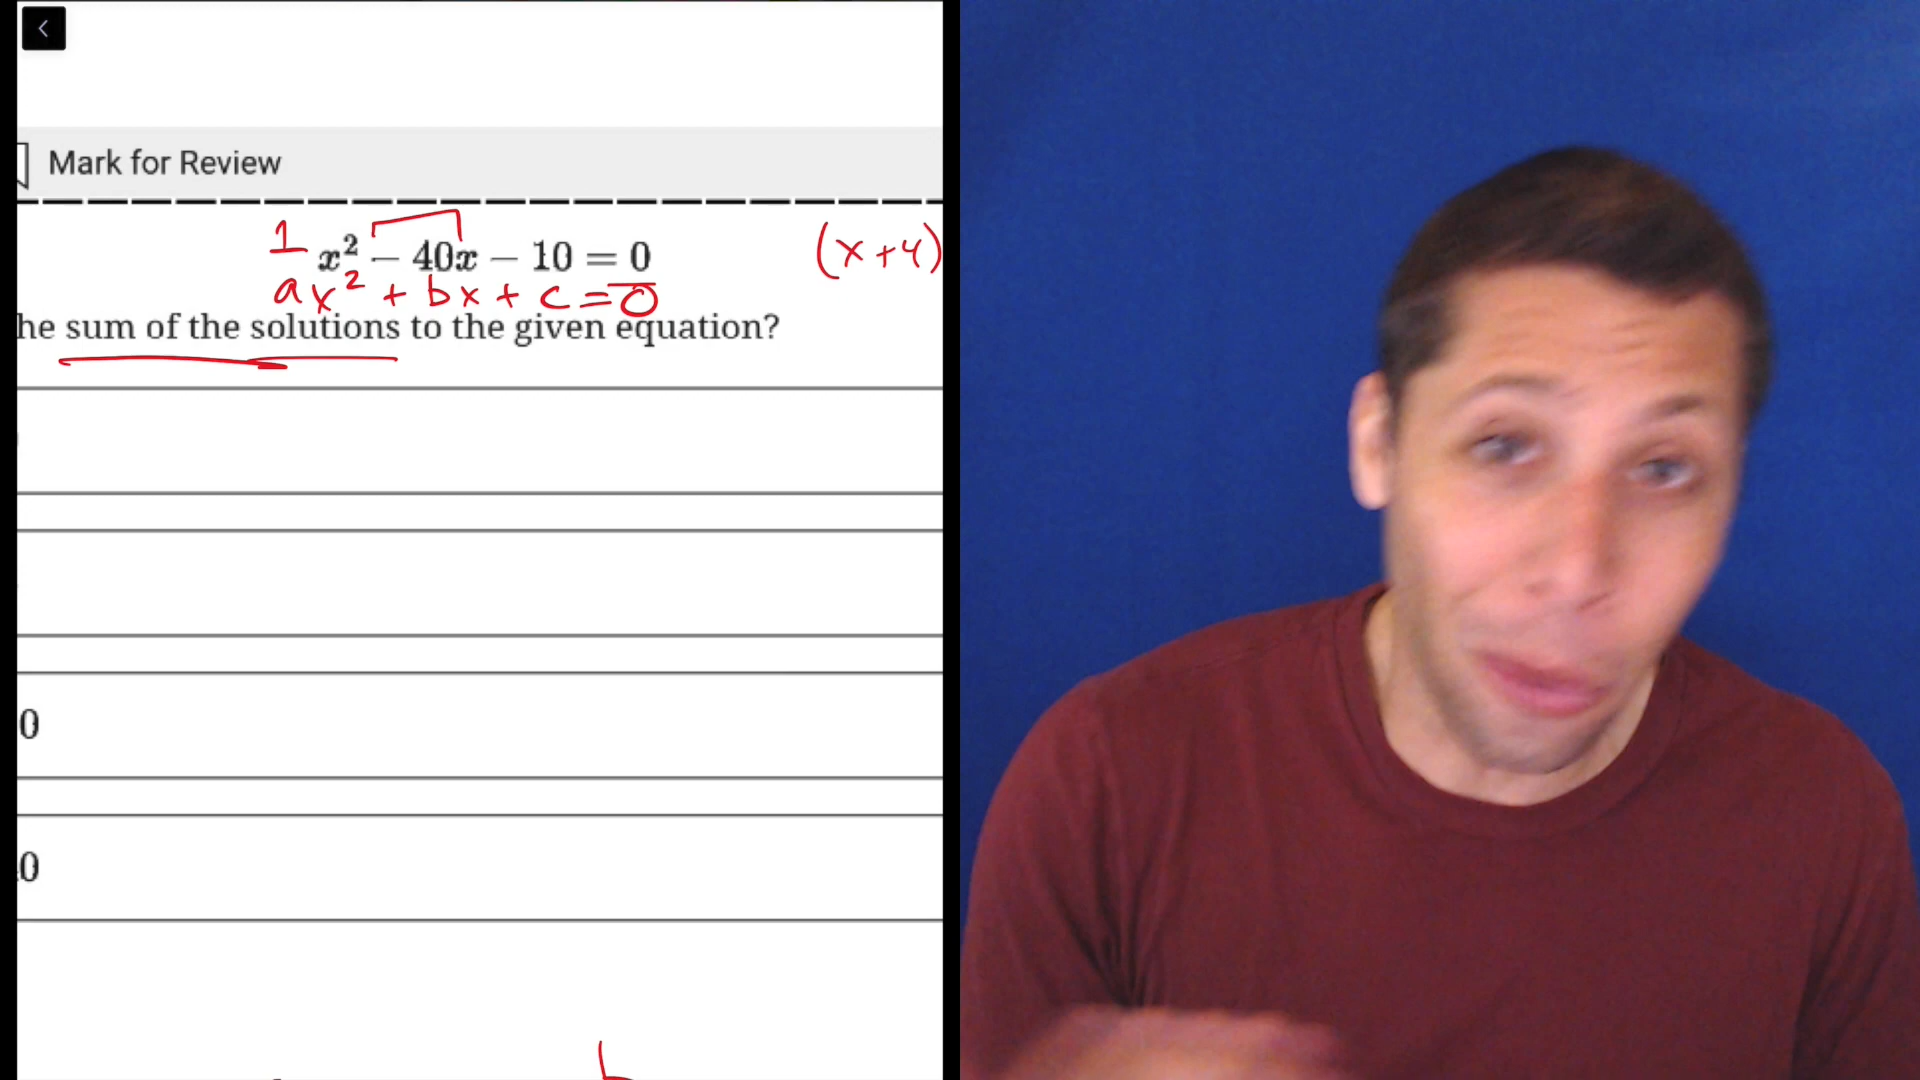 Mark for Review
1 x² − 40x − 10 = 0 (x+4)
ax² + bx + c = 0
he sum of the solutions to the given equation?
0
0
b